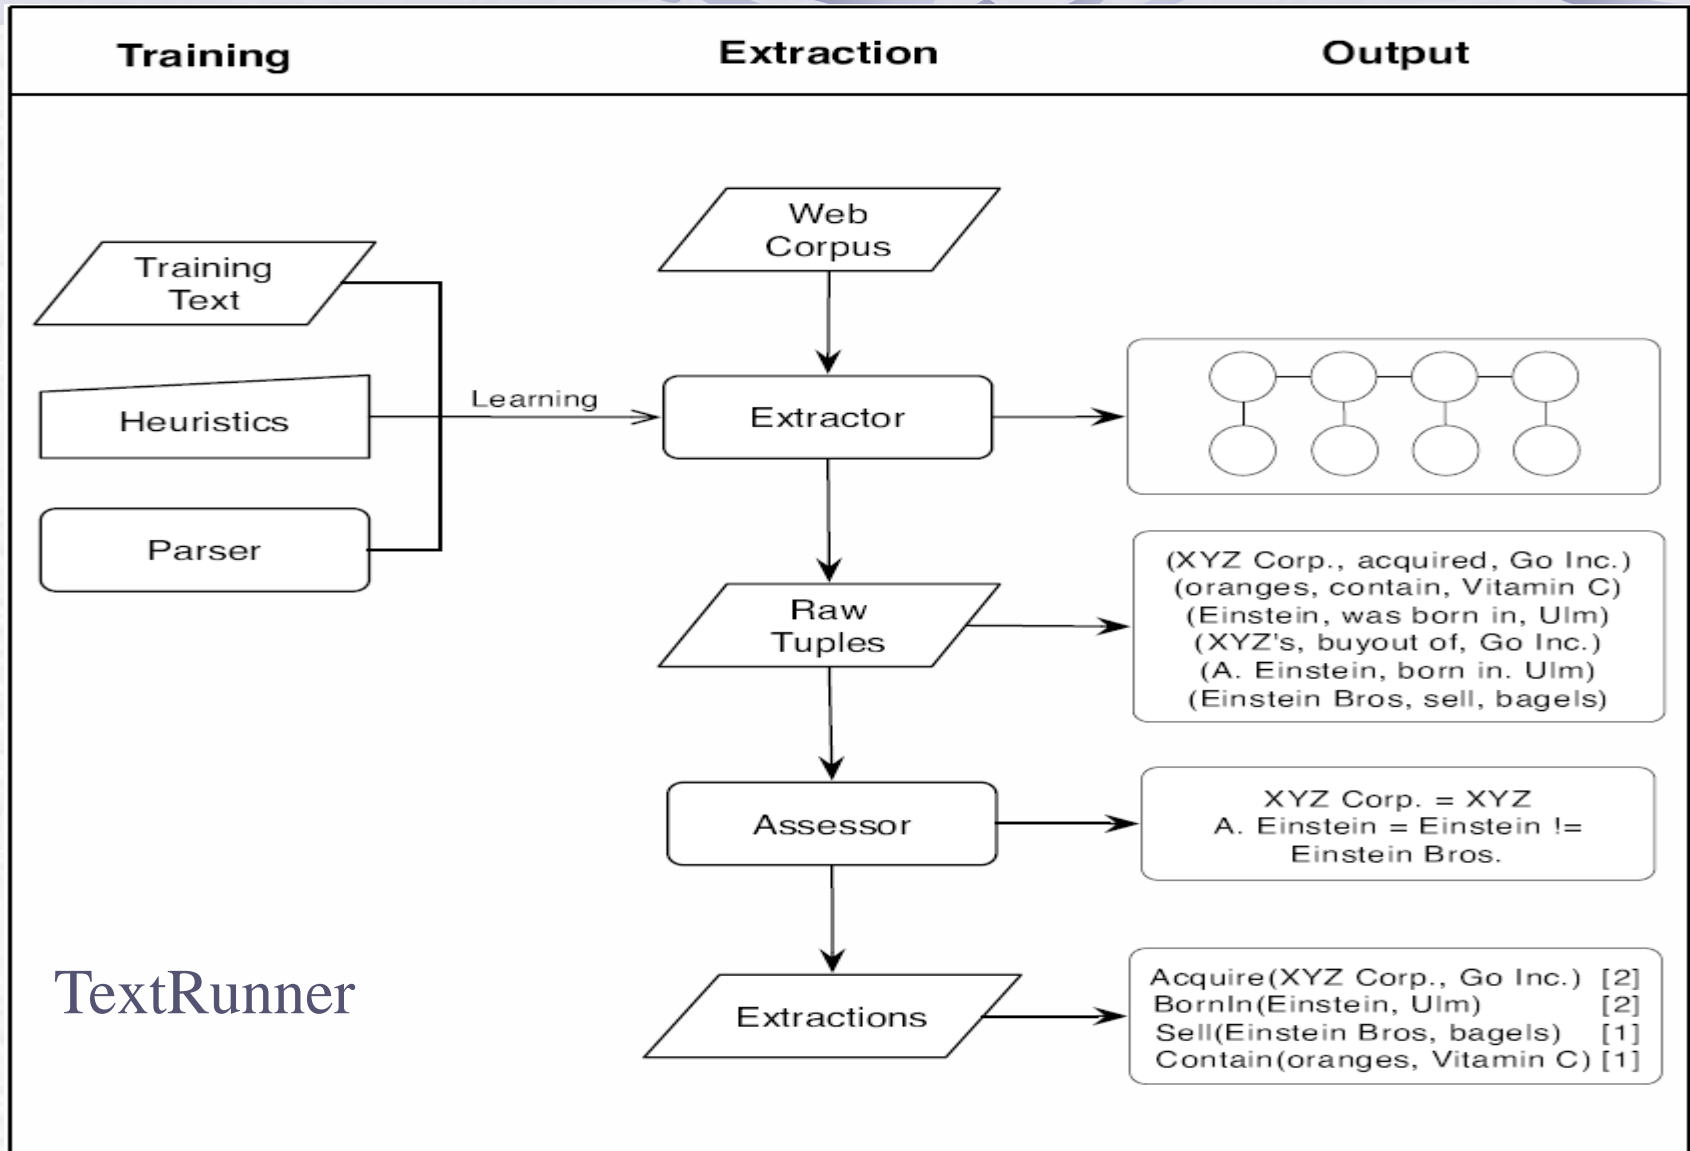 Training
Extraction
Output
Training
Text
Heuristics
Parser
Learning
Web
Corpus
Extractor
Raw
Tuples
(XYZ Corp., acquired, Go Inc.)
(oranges, contain, Vitamin C)
(Einstein, was born in, Ulm)
(XYZ's, buyout of, Go Inc.)
(A. Einstein, born in. Ulm)
(Einstein Bros, sell, bagels)
Assessor
XYZ Corp. = XYZ
A. Einstein = Einstein !=
Einstein Bros.
Extractions
Acquire(XYZ Corp., Go Inc.) [2]
BornIn(Einstein, Ulm) [2]
Sell(Einstein Bros, bagels) [1]
Contain(oranges, Vitamin C) [1]
TextRunner